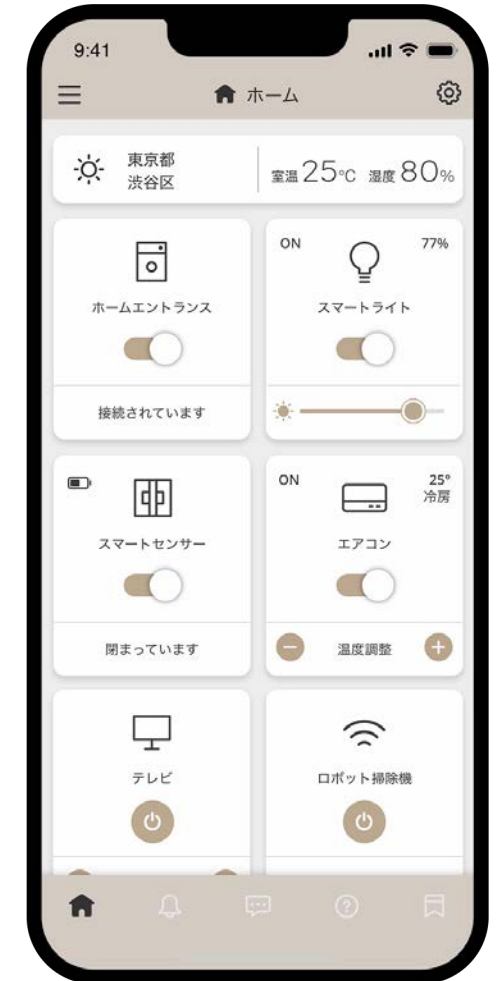 9:41
ホーム
東京都
渋谷区
室温 25℃ 湿度 80%
ホームエントランス
接続されています
ON 77%
スマートライト
スマートセンサー
閉まっています
ON 25°
冷房
エアコン
温度調整
テレビ
ロボット掃除機